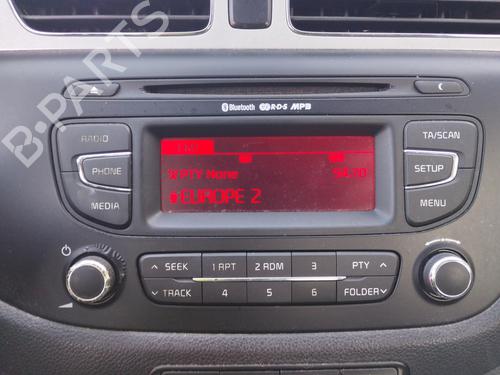 B-PARTS
Bluetooth R·D·S MP3
RADIO
TA/SCAN
FM
PHONE
PTY None
SETUP
MEDIA
EUROPE 2
MENU
SEEK 1 RPT 2 RDM 3 PTY
TRACK 4 5 6 FOLDER